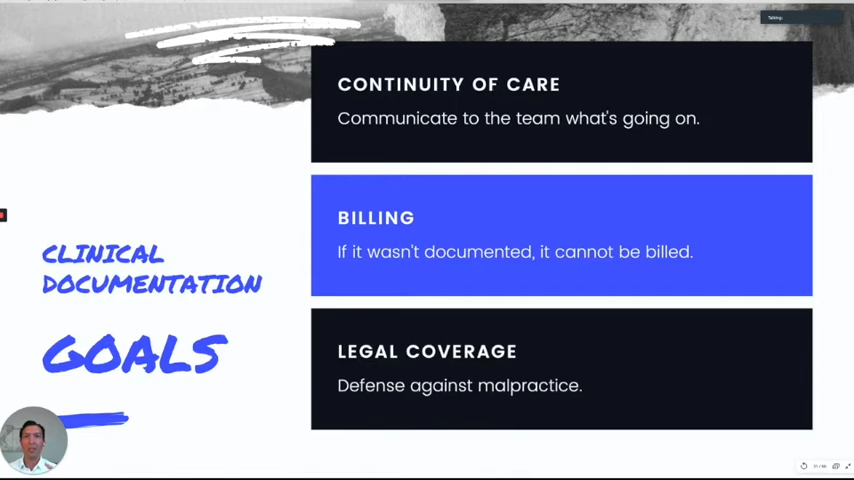 Talking:
CONTINUITY OF CARE
Communicate to the team what's going on.
BILLING
If it wasn't documented, it cannot be billed.
CLINICAL
DOCUMENTATION
GOALS
LEGAL COVERAGE
Defense against malpractice.